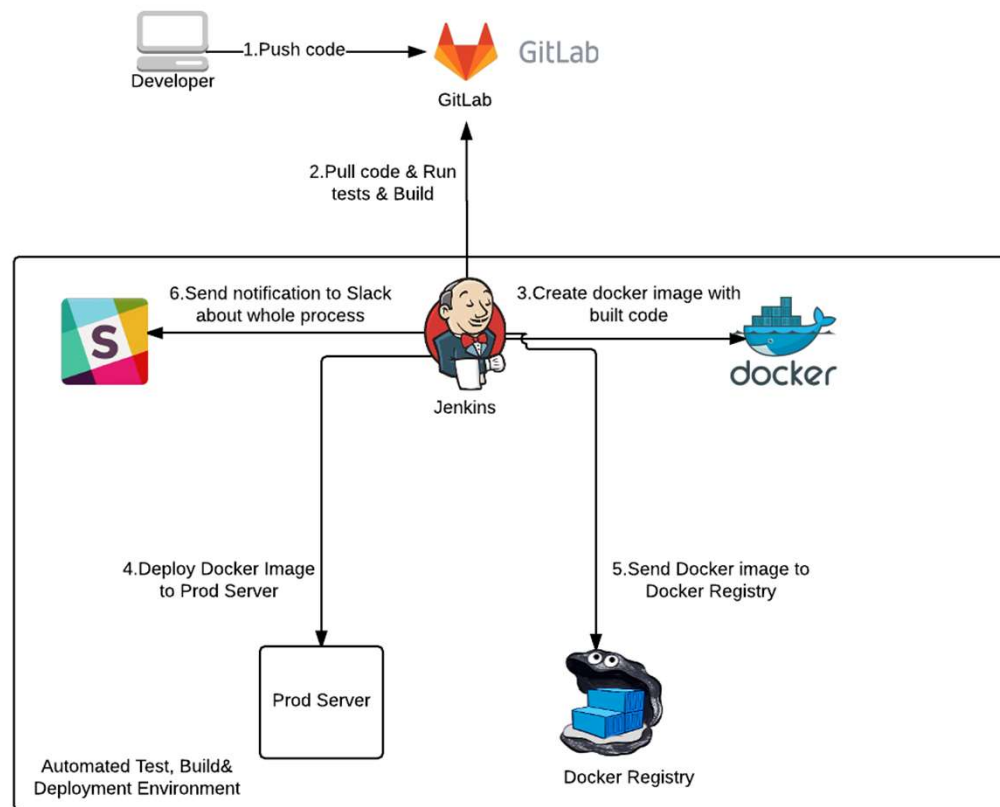 1.Push code
GitLab
Developer
GitLab
2.Pull code & Run
tests & Build
6.Send notification to Slack
about whole process
3.Create docker image with
built code
S
docker
Jenkins
4.Deploy Docker Image
to Prod Server
5.Send Docker image to
Docker Registry
Prod Server
Automated Test, Build&
Deployment Environment
Docker Registry